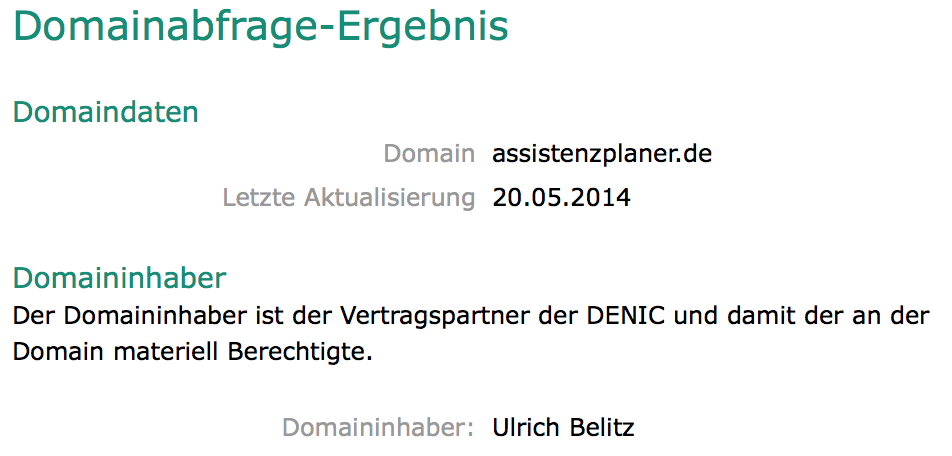 Domainabfrage-Ergebnis
Domaindaten
Domain assistenzplaner.de
Letzte Aktualisierung 20.05.2014
Domaininhaber
Der Domaininhaber ist der Vertragspartner der DENIC und damit der an der
Domain materiell Berechtigte.
Domaininhaber: Ulrich Belitz